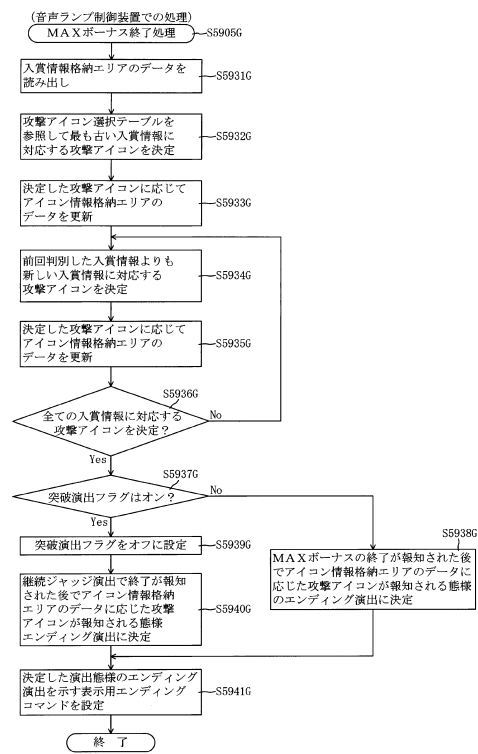 (音声ランプ制御装置での処理)
MAXボーナス終了処理
S5905G
入賞情報格納エリアのデータを
読み出し
S5931G
攻撃アイコン選択テーブルを
参照して最も古い入賞情報に
対応する攻撃アイコンを決定
S5932G
決定した攻撃アイコンに応じて
アイコン情報格納エリアの
データを更新
S5933G
前回判別した入賞情報よりも
新しい入賞情報に対応する
攻撃アイコンを決定
S5934G
決定した攻撃アイコンに応じて
アイコン情報格納エリアの
データを更新
S5935G
S5936G
全ての入賞情報に対応する
攻撃アイコンを決定？
No
Yes
S5937G
突破演出フラグはオン？
No
Yes
S5938G
突破演出フラグをオフに設定
S5939G
MAXボーナスの終了が報知された後
でアイコン情報格納エリアのデータに
応じた攻撃アイコンが報知される態様
のエンディング演出に決定
継続ジャッジ演出で終了が報知
された後でアイコン情報格納
エリアのデータに応じた攻撃
アイコンが報知される態様
エンディング演出に決定
S5940G
決定した演出態様のエンディング
演出を示す表示用エンディング
コマンドを設定
S5941G
終 了